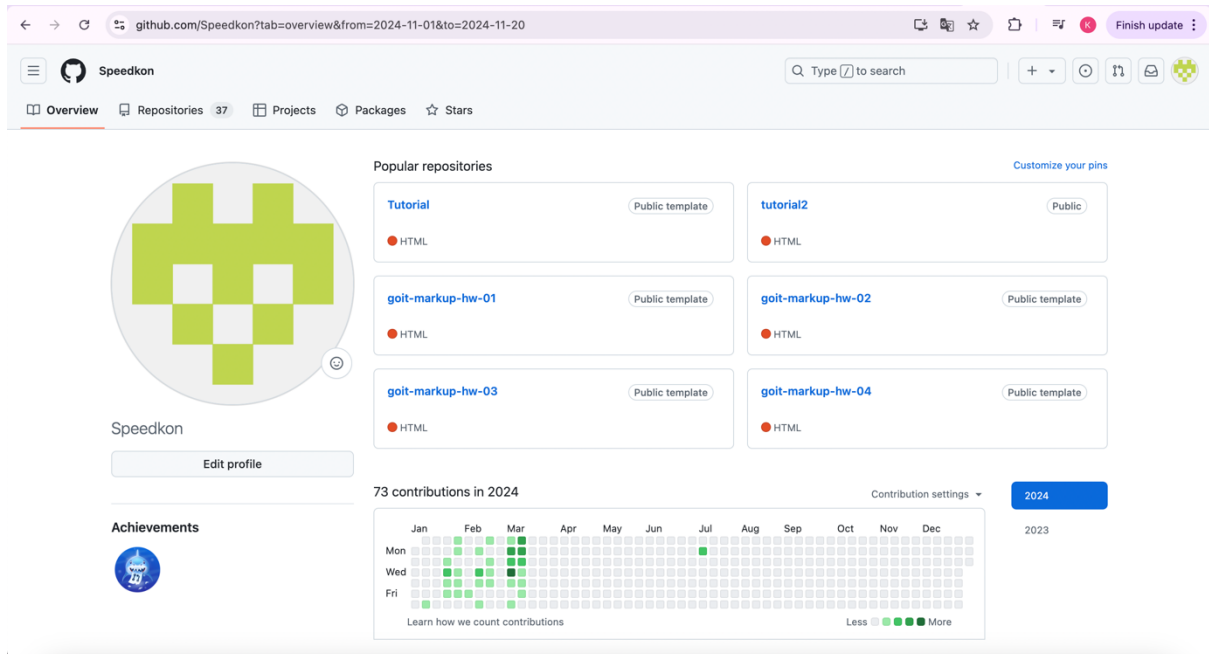 github.com/Speedkon?tab=overview&from=2024-11-01&to=2024-11-20
K
Finish update
Speedkon
Type / to search
Overview
Repositories 37
Projects
Packages
Stars
Popular repositories
Customize your pins
Tutorial
Public template
HTML
tutorial2
Public
HTML
goit-markup-hw-01
Public template
HTML
goit-markup-hw-02
Public template
HTML
goit-markup-hw-03
Public template
HTML
goit-markup-hw-04
Public template
HTML
Speedkon
Edit profile
Achievements
73 contributions in 2024
Contribution settings
2024
2023
Jan Feb Mar Apr May Jun Jul Aug Sep Oct Nov Dec
Mon
Wed
Fri
Learn how we count contributions
Less More